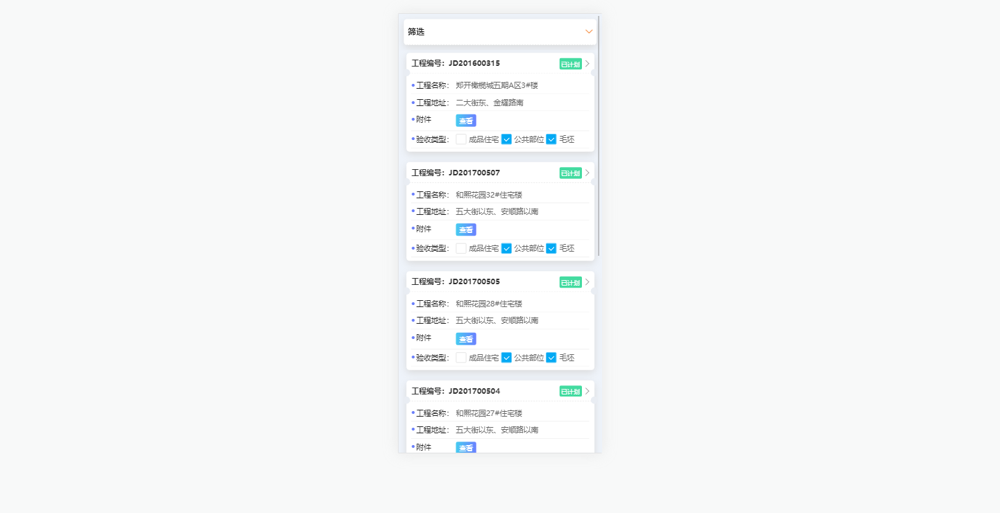 筛选
工程编号：JD201600315 已计划
工程名称： 郑开橄榄城五期A区3#楼
工程地址： 二大街东、金耀路南
附件 查看
验收类型： 成品住宅 公共部位 毛坯
工程编号：JD201700507 已计划
工程名称： 和熙花园32#住宅楼
工程地址： 五大街以东、安顺路以南
附件 查看
验收类型： 成品住宅 公共部位 毛坯
工程编号：JD201700505 已计划
工程名称： 和熙花园28#住宅楼
工程地址： 五大街以东、安顺路以南
附件 查看
验收类型： 成品住宅 公共部位 毛坯
工程编号：JD201700504 已计划
工程名称： 和熙花园27#住宅楼
工程地址： 五大街以东、安顺路以南
附件 查看